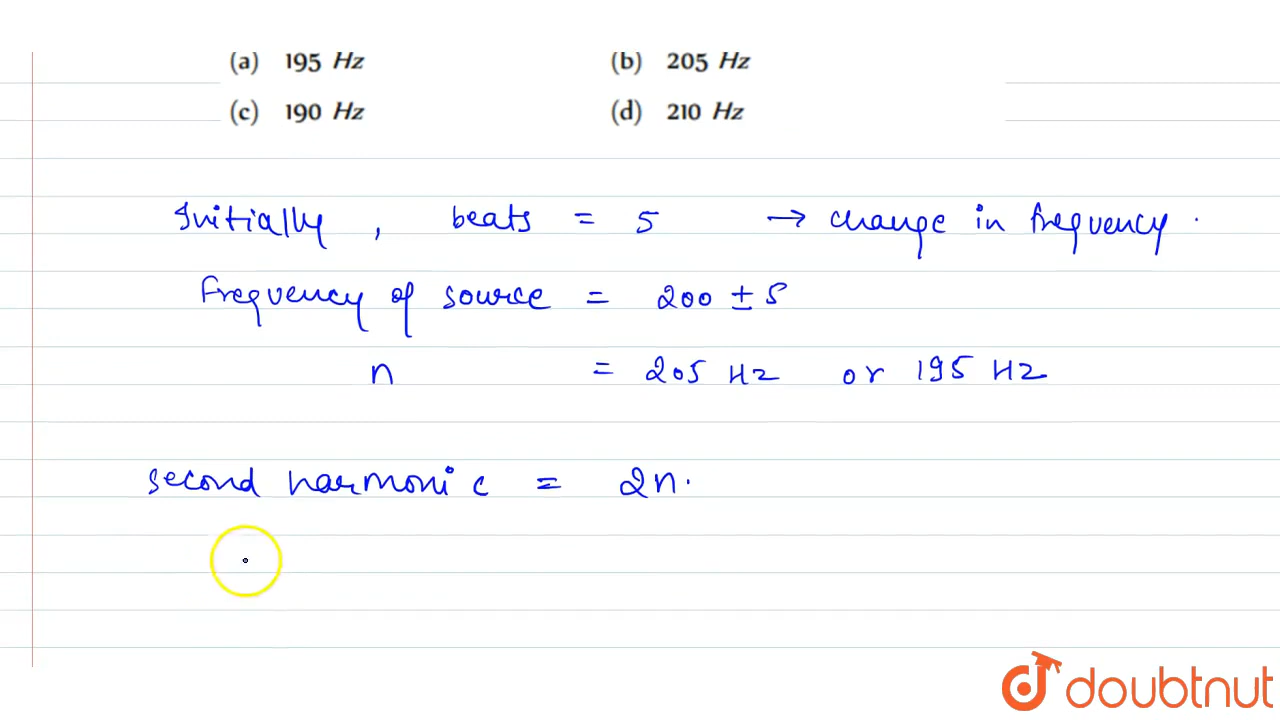 (a) 195 Hz (b) 205 Hz
(c) 190 Hz (d) 210 Hz
Initially, beats = 5 → change in frequency.
Frequency of source = 200 ± 5
n = 205 Hz or 195 Hz
second harmonic = 2n.
doubtnut